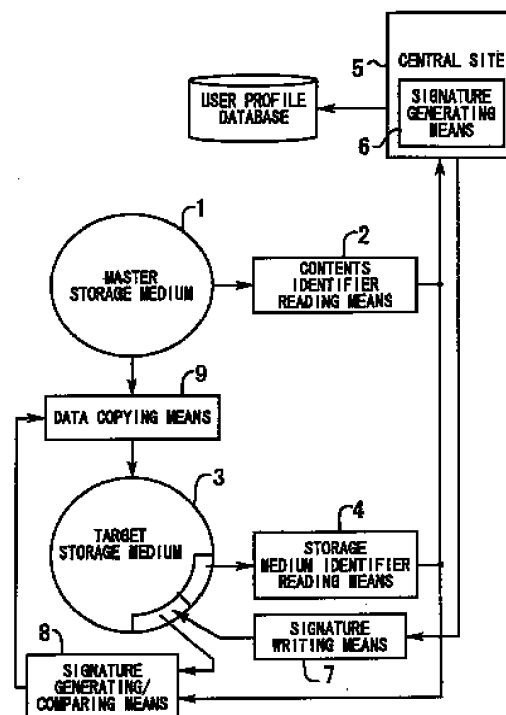 5
CENTRAL SITE
SIGNATURE
GENERATING
MEANS
6
USER PROFILE
DATABASE
1
MASTER
STORAGE MEDIUM
2
CONTENTS
IDENTIFIER
READING MEANS
9
DATA COPYING MEANS
3
TARGET
STORAGE MEDIUM
4
STORAGE
MEDIUM IDENTIFIER
READING MEANS
SIGNATURE
WRITING MEANS
7
8
SIGNATURE
GENERATING/
COMPARING MEANS